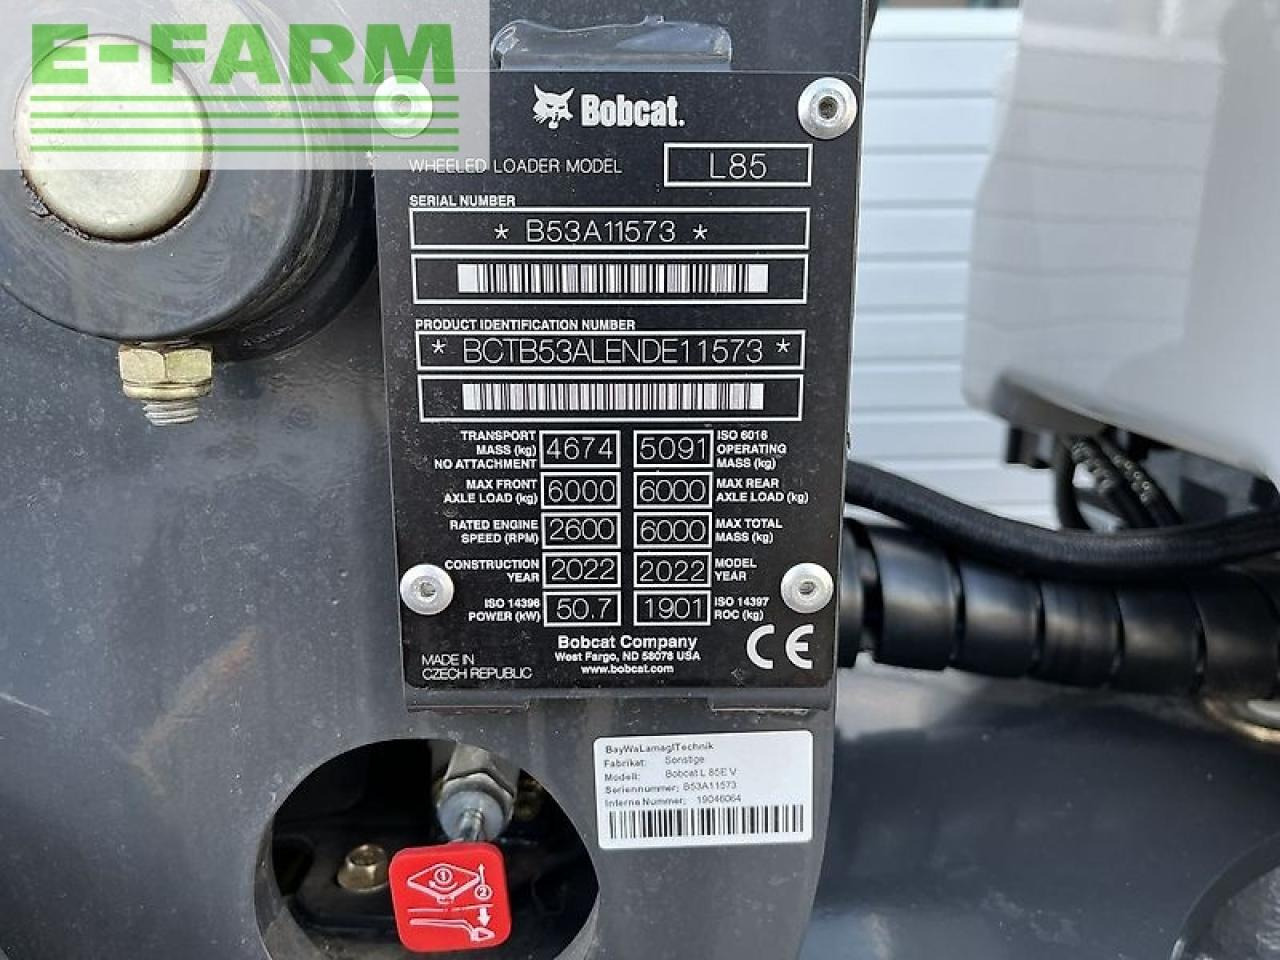 E-FARM
Bobcat.
WHEELED LOADER MODEL L85
SERIAL NUMBER
* B53A11573 *
PRODUCT IDENTIFICATION NUMBER
* BCTB53ALENDE11573 *
TRANSPORT MASS (kg) NO ATTACHMENT 4674 5091 ISO 6016 OPERATING MASS (kg)
MAX FRONT AXLE LOAD (kg) 6000 6000 MAX REAR AXLE LOAD (kg)
RATED ENGINE SPEED (RPM) 2600 6000 MAX TOTAL MASS (kg)
CONSTRUCTION YEAR 2022 2022 MODEL YEAR
ISO 14396 POWER (kW) 50.7 1901 ISO 14397 ROC (kg)
Bobcat Company
West Fargo, ND 58078 USA
www.bobcat.com
MADE IN
CZECH REPUBLIC
CE
BayWaLamaglTechnik
Fabrikat: Sonstige
Modell: Bobcat L 85E V
Seriennummer: B53A11573
Interne Nummer: 19046064
1
2